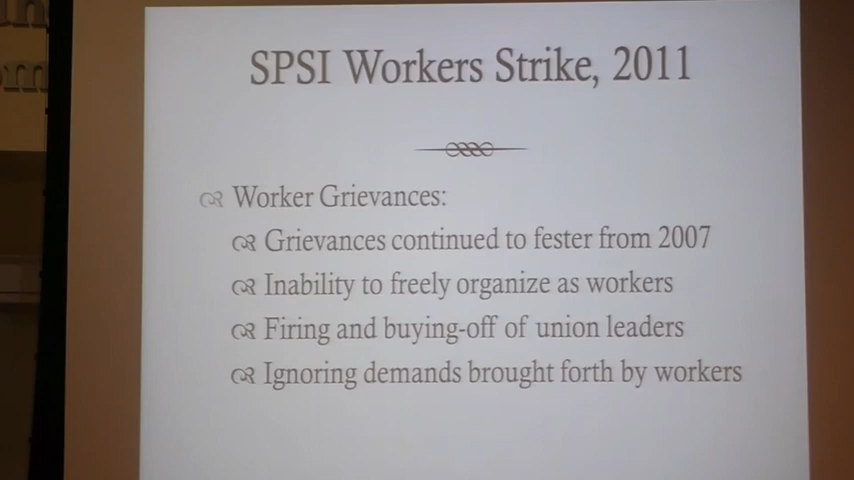 SPSI Workers Strike, 2011
Worker Grievances:
Grievances continued to fester from 2007
Inability to freely organize as workers
Firing and buying-off of union leaders
Ignoring demands brought forth by workers